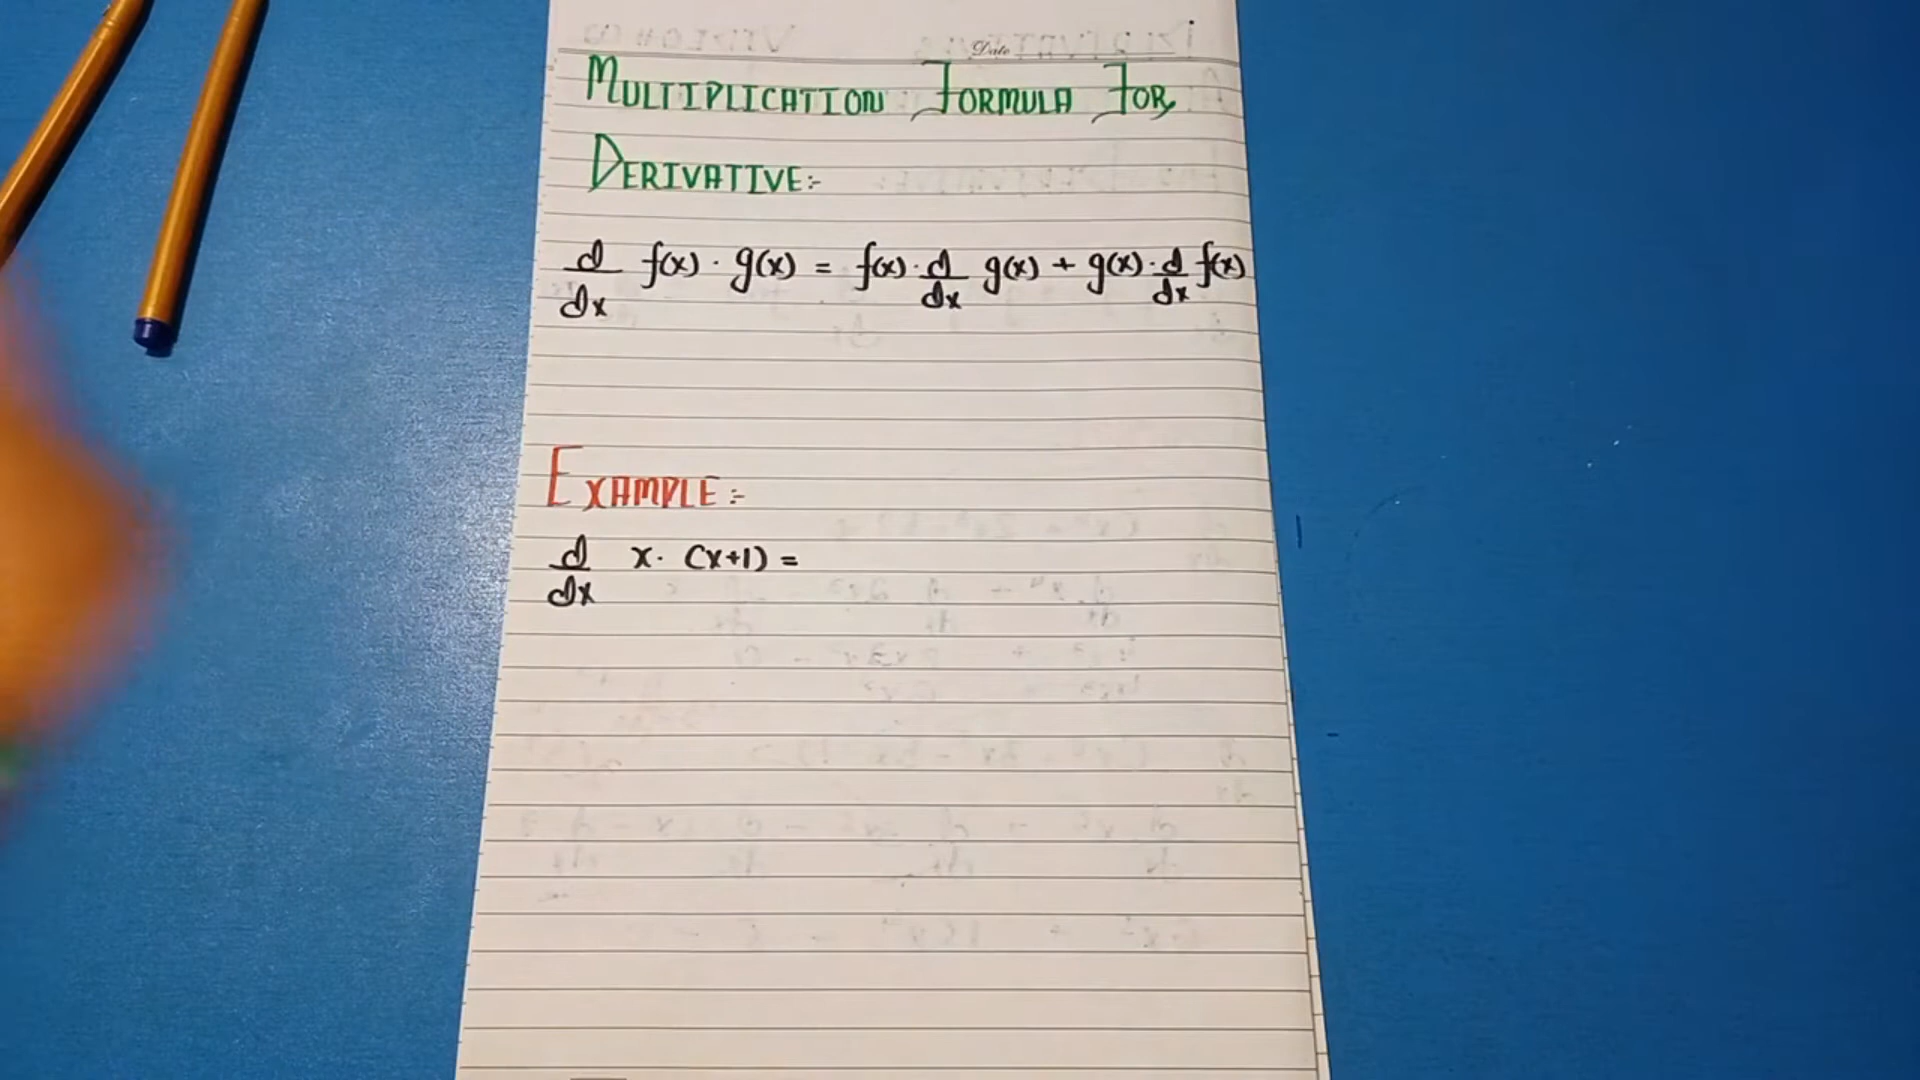 Date
MULTIPLICATION FORMULA FOR
DERIVATIVE:-
d/dx f(x) · g(x) = f(x) · d/dx g(x) + g(x) · d/dx f(x)
EXAMPLE:-
d/dx x · (x+1) =